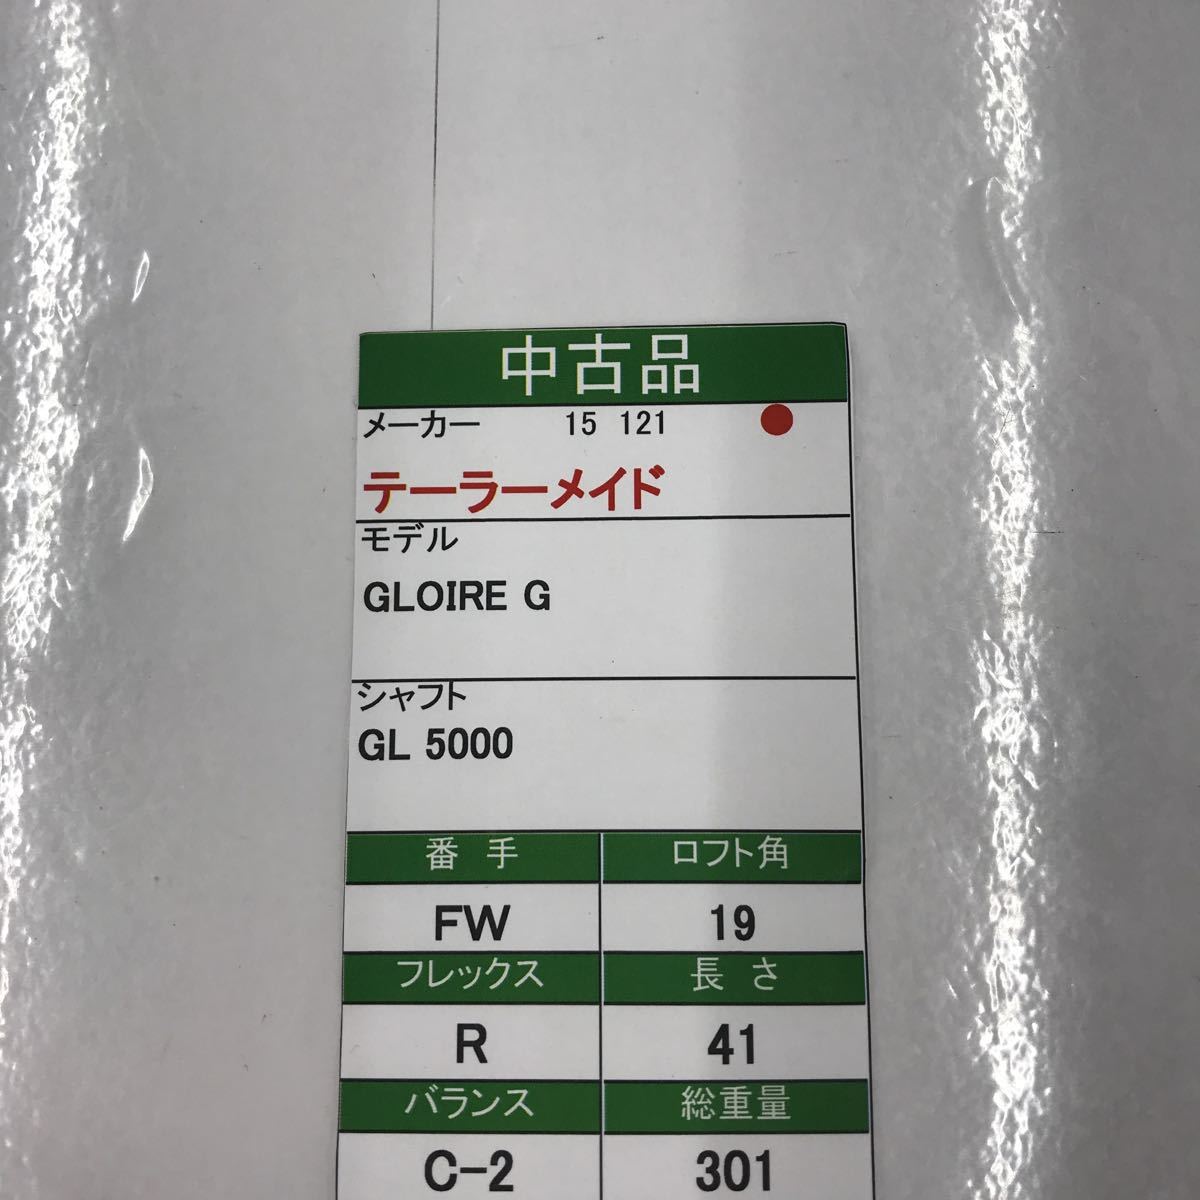 中古品
メーカー 15 121
テーラーメイド
モデル
GLOIRE G
シャフト
GL 5000
番手 ロフト角
FW 19
フレックス 長さ
R 41
バランス 総重量
C-2 301